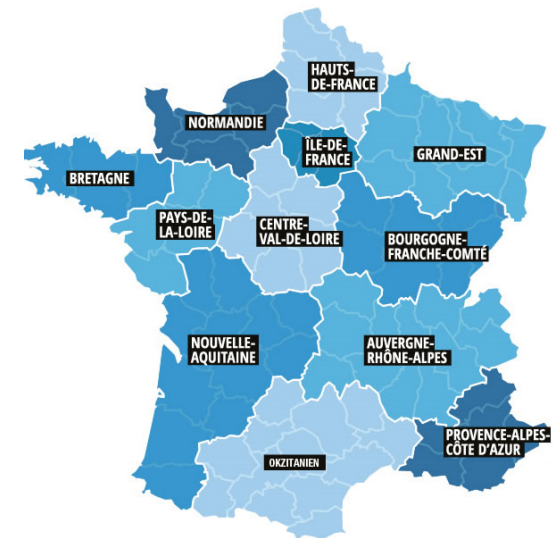 HAUTS-
DE-FRANCE
NORMANDIE
ÎLE-DE-
FRANCE
GRAND-EST
BRETAGNE
PAYS-DE-
LA-LOIRE
CENTRE-
VAL-DE-LOIRE
BOURGOGNE-
FRANCHE-COMTÉ
NOUVELLE-
AQUITAINE
AUVERGNE-
RHÔNE-ALPES
PROVENCE-ALPES-
CÔTE D'AZUR
OKZITANIEN